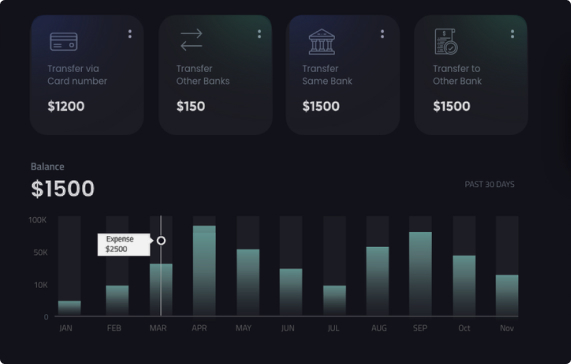 Transfer via
Card number
$1200
Transfer
Other Banks
$150
Transfer
Same Bank
$1500
Transfer to
Other Bank
$1500
Balance
$1500
PAST 30 DAYS
100K
50K
10K
0
Expense
$2500
JAN FEB MAR APR MAY JUN JUL AUG SEP Oct Nov